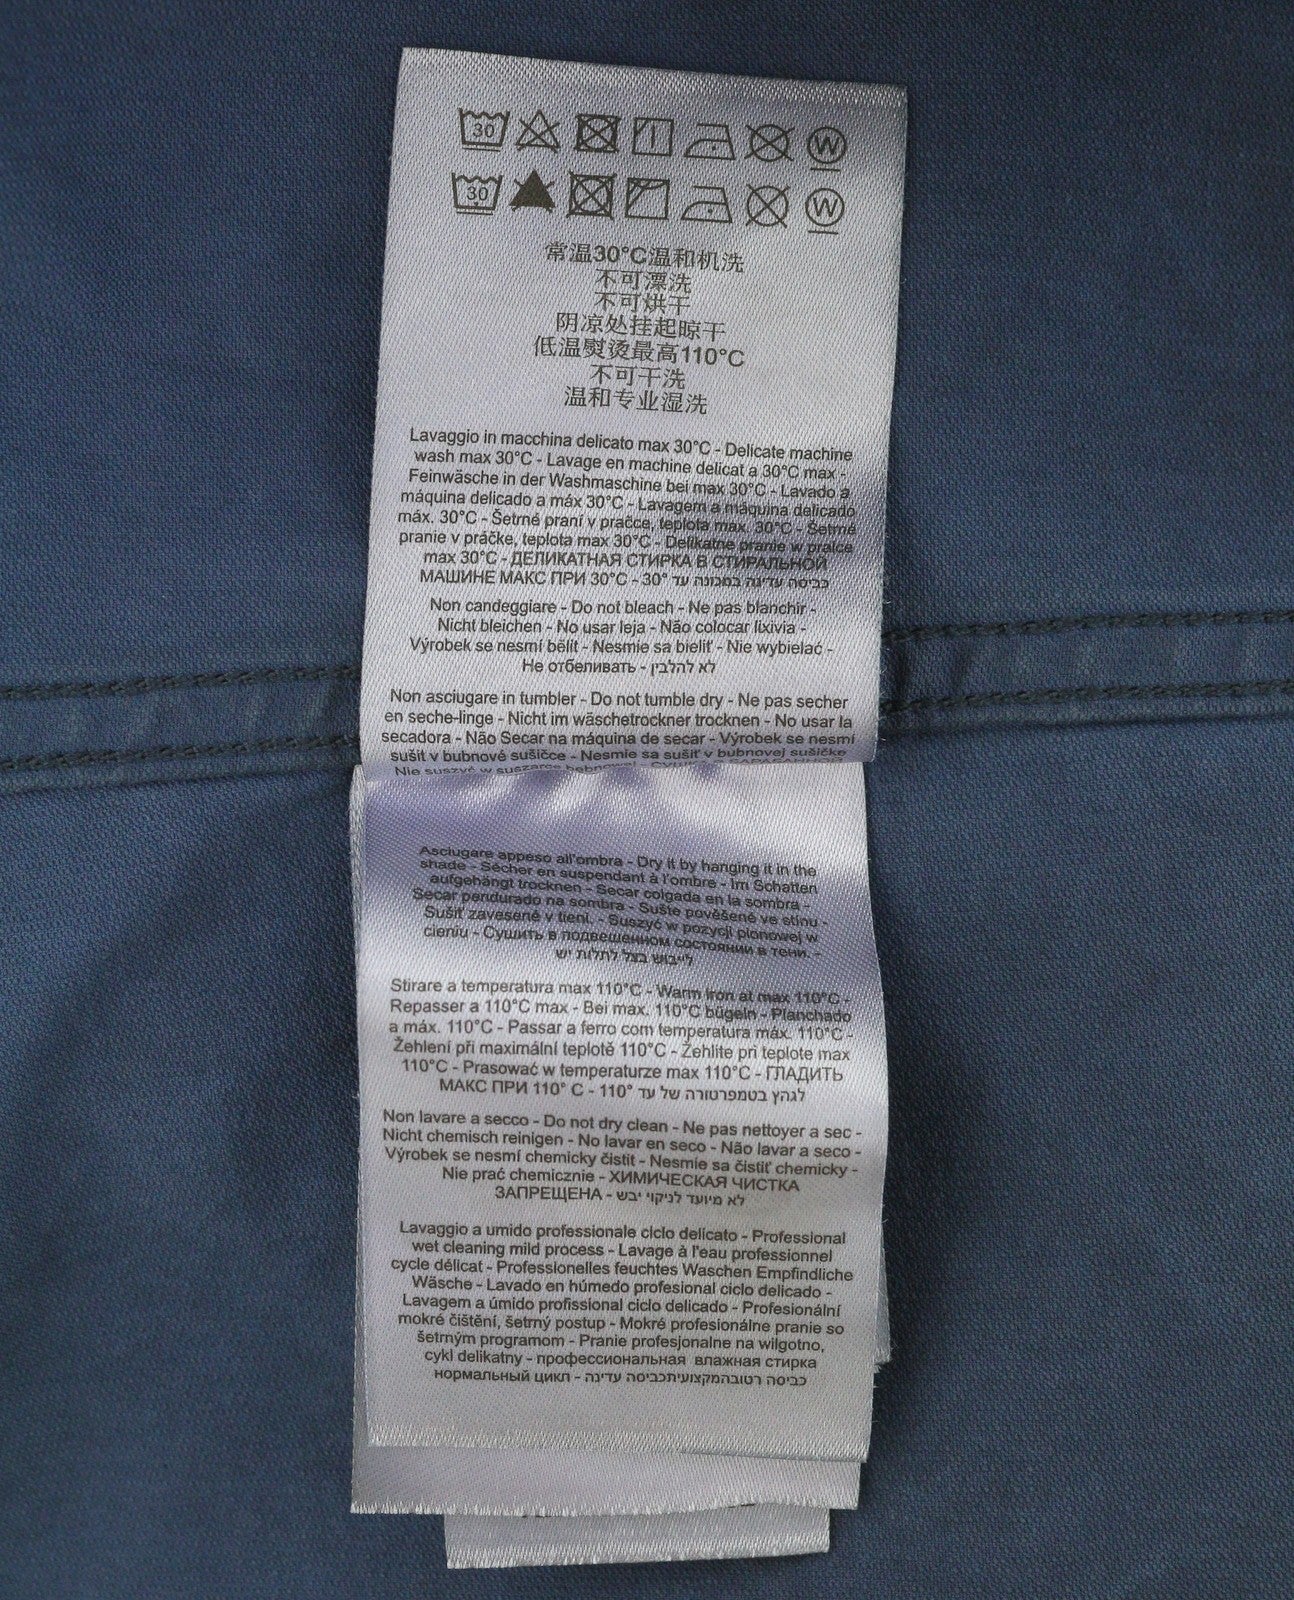 30 W
30 W
常温30°C温和机洗
不可漂洗
不可烘干
阴凉处挂起晾干
低温熨烫最高110°C
不可干洗
温和专业湿洗
Lavaggio in macchina delicato max 30°C - Delicate machine
wash max 30°C - Lavage en machine delicat a 30°C max -
Feinwäsche in der Washmaschine bei max 30°C - Lavado a
máquina delicado a máx 30°C - Lavagem a máquina delicado
máx. 30°C - Šetrné praní v pračce, teplota max. 30°C - Šetrné
pranie v práčke, teplota max 30°C - Delikatne pranie w pralce
max 30°C - ДЕЛИКАТНАЯ СТИРКА В СТИРАЛЬНОЙ
МАШИНЕ МАКС ПРИ 30°C - 30° כביסה עדינה במכונה עד
Non candeggiare - Do not bleach - Ne pas blanchir -
Nicht bleichen - No usar leja - Não colocar lixivia -
Výrobek se nesmí bělit - Nesmie sa bieliť - Nie wybielać -
Не отбеливать - לא להלבין
Non asciugare in tumbler - Do not tumble dry - Ne pas secher
en seche-linge - Nicht im wäschetrockner trocknen - No usar la
secadora - Não Secar na máquina de secar - Výrobek se nesmí
sušit v bubnové sušičce - Nesmie sa sušiť v bubnovej sušičke
Nie suszyć w suszarce bębnowej -
Asciugare appeso all'ombra - Dry it by hanging it in the
shade - Sécher en suspendant à l'ombre - Im Schatten
aufgehängt trocknen - Secar colgada en la sombra -
Secar pendurado na sombra - Sušte pověšené ve stínu -
Sušiť zavesené v tieni. - Suszyć w pozycji pionowej w
cieniu - Сушить в подвешенном состоянии в тени. -
לייבוש בצל לתלות יש
Stirare a temperatura max 110°C - Warm iron at max 110°C -
Repasser a 110°C max - Bei max. 110°C bügeln - Planchado
a máx. 110°C - Passar a ferro com temperatura máx. 110°C -
Žehlení při maximální teplotě 110°C - Žehlite pri teplote max
110°C - Prasować w temperaturze max 110°C - ГЛАДИТЬ
МАКС ПРИ 110° C - 110° לגהץ בטמפרטורה של עד
Non lavare a secco - Do not dry clean - Ne pas nettoyer a sec -
Nicht chemisch reinigen - No lavar en seco - Não lavar a seco -
Výrobek se nesmí chemicky čistit - Nesmie sa čistiť chemicky -
Nie prać chemicznie - ХИМИЧЕСКАЯ ЧИСТКА
ЗАПРЕЩЕНА - לא מיועד לניקוי יבש
Lavaggio a umido professionale ciclo delicato - Professional
wet cleaning mild process - Lavage à l'eau professionnel
cycle délicat - Professionelles feuchtes Waschen Empfindliche
Wäsche - Lavado en húmedo profesional ciclo delicado -
Lavagem a úmido profissional ciclo delicado - Profesionální
mokré čištění, šetrný postup - Mokré profesionálne pranie so
šetrným programom - Pranie profesjonalne na wilgotno,
cykl delikatny - профессиональная влажная стирка
нормальный цикл - כביסה רטובהמקצועיתכביסה עדינה